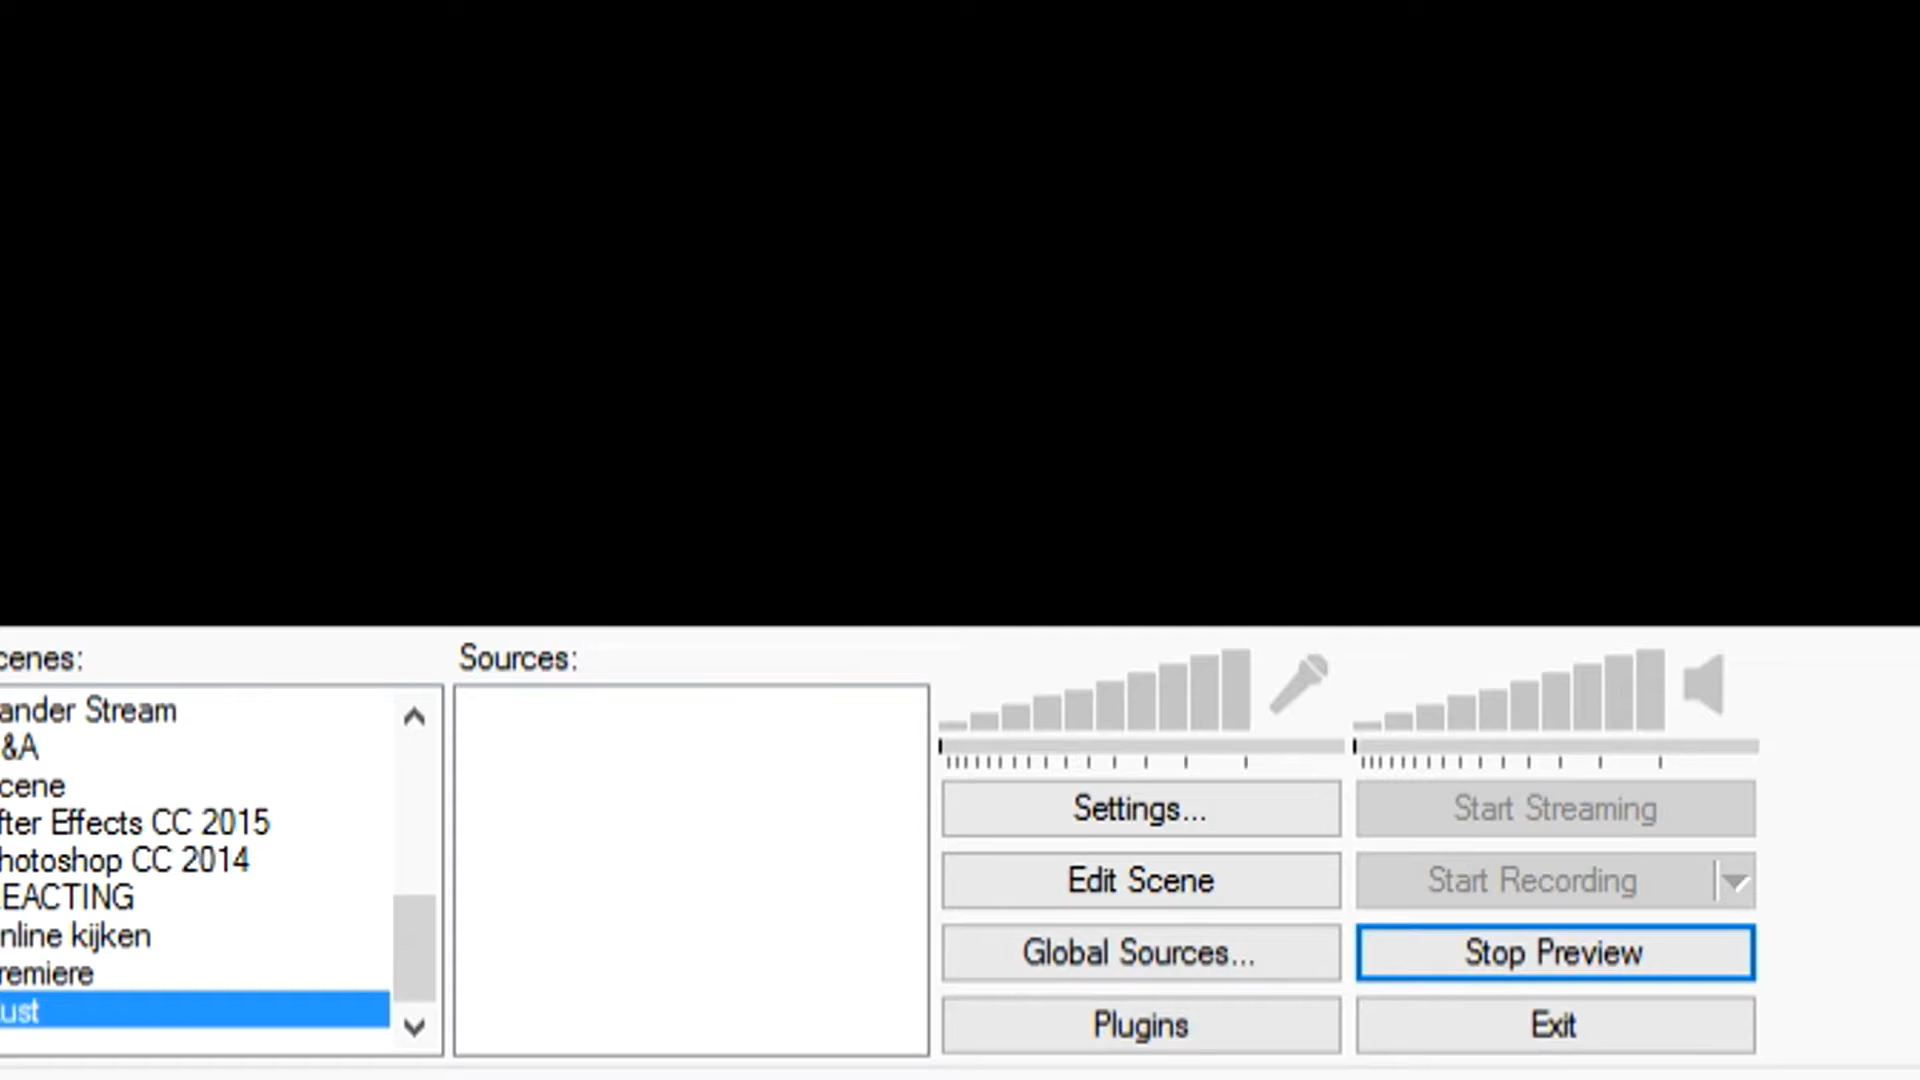 cenes:
ander Stream
&A
cene
fter Effects CC 2015
hotoshop CC 2014
EACTING
nline kijken
remiere
ust
Sources:
Settings...
Edit Scene
Global Sources...
Plugins
Start Streaming
Start Recording
Stop Preview
Exit